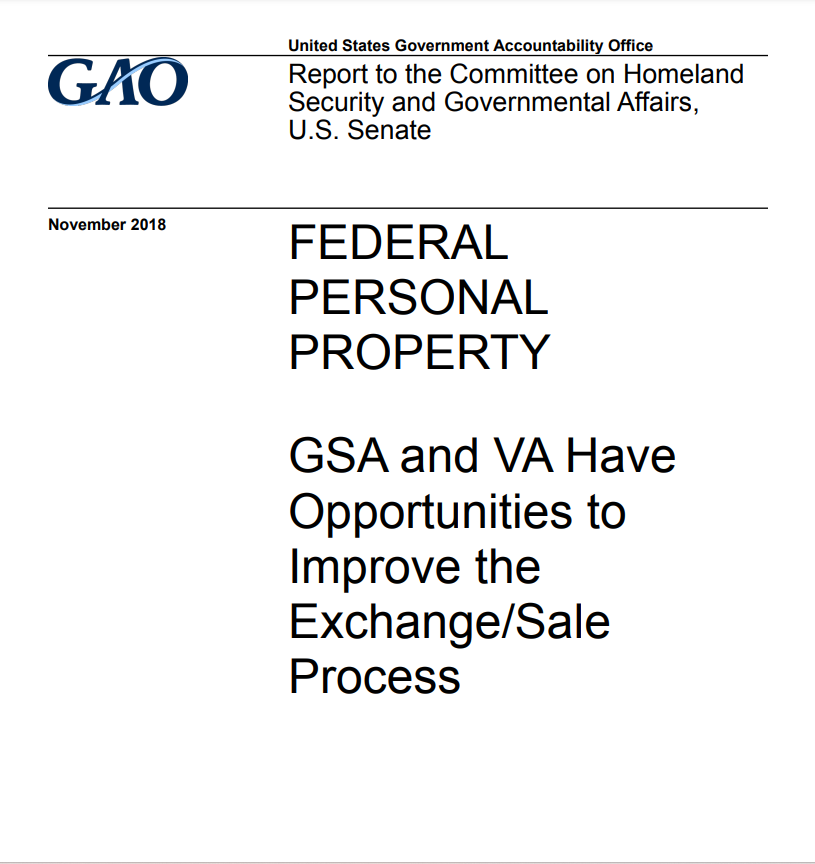 United States Government Accountability Office
GAO
Report to the Committee on Homeland
Security and Governmental Affairs,
U.S. Senate
November 2018
FEDERAL
PERSONAL
PROPERTY
GSA and VA Have
Opportunities to
Improve the
Exchange/Sale
Process